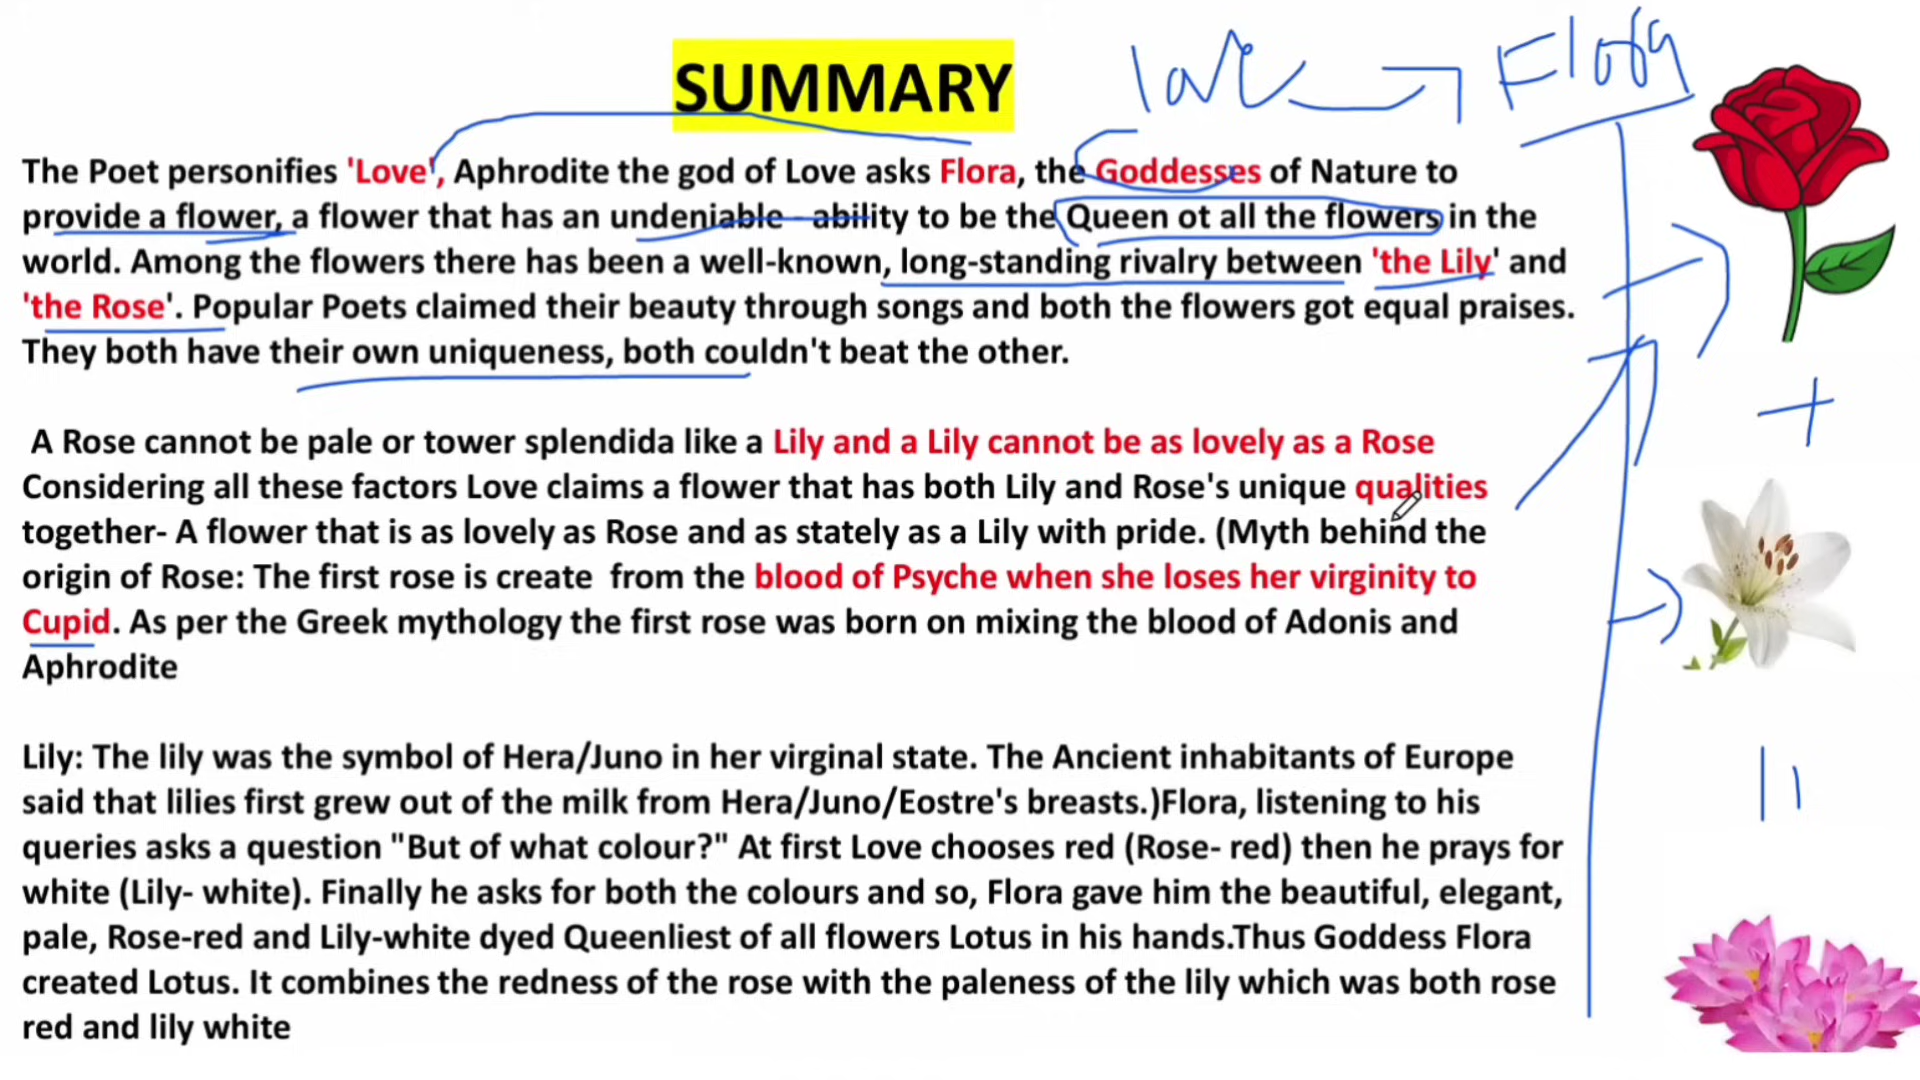 SUMMARY
love → Flora
The Poet personifies 'Love', Aphrodite the god of Love asks Flora, the Goddesses of Nature to
provide a flower, a flower that has an undeniable - ability to be the Queen ot all the flowers in the
world. Among the flowers there has been a well-known, long-standing rivalry between 'the Lily' and
'the Rose'. Popular Poets claimed their beauty through songs and both the flowers got equal praises.
They both have their own uniqueness, both couldn't beat the other.
+
A Rose cannot be pale or tower splendida like a Lily and a Lily cannot be as lovely as a Rose
Considering all these factors Love claims a flower that has both Lily and Rose's unique qualities
together- A flower that is as lovely as Rose and as stately as a Lily with pride. (Myth behind the
origin of Rose: The first rose is create from the blood of Psyche when she loses her virginity to
Cupid. As per the Greek mythology the first rose was born on mixing the blood of Adonis and
Aphrodite
Lily: The lily was the symbol of Hera/Juno in her virginal state. The Ancient inhabitants of Europe
said that lilies first grew out of the milk from Hera/Juno/Eostre's breasts.)Flora, listening to his
queries asks a question "But of what colour?" At first Love chooses red (Rose- red) then he prays for
white (Lily- white). Finally he asks for both the colours and so, Flora gave him the beautiful, elegant,
pale, Rose-red and Lily-white dyed Queenliest of all flowers Lotus in his hands.Thus Goddess Flora
created Lotus. It combines the redness of the rose with the paleness of the lily which was both rose
red and lily white